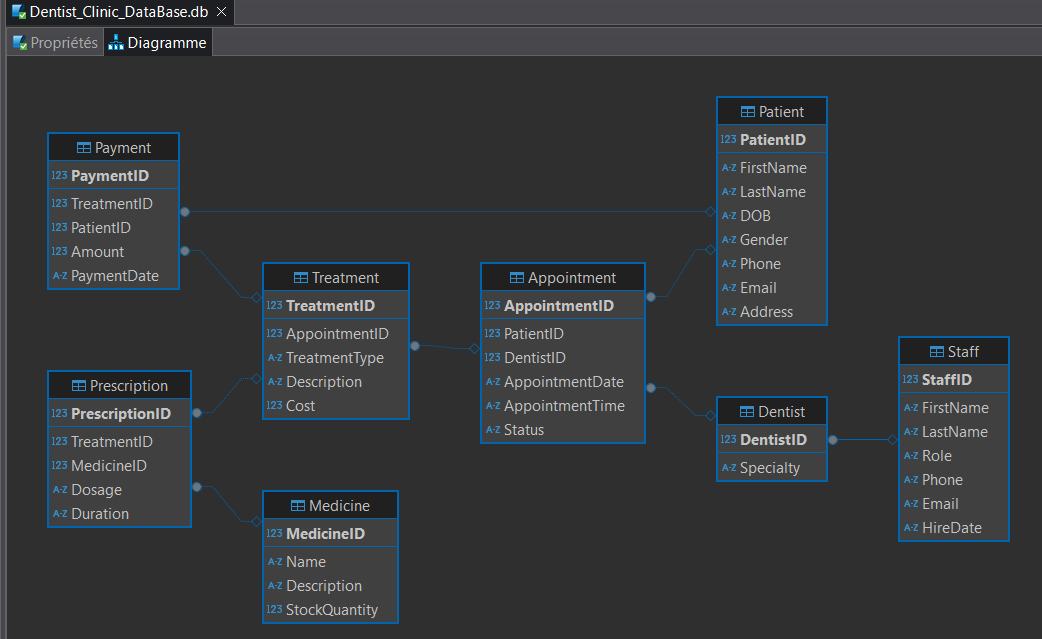 Dentist_Clinic_DataBase.db
Propriétés
Diagramme
Payment
123 PaymentID
123 TreatmentID
123 PatientID
123 Amount
A-Z PaymentDate
Prescription
123 PrescriptionID
123 TreatmentID
123 MedicineID
A-Z Dosage
A-Z Duration
Treatment
123 TreatmentID
123 AppointmentID
A-Z TreatmentType
A-Z Description
123 Cost
Medicine
123 MedicineID
A-Z Name
A-Z Description
123 StockQuantity
Appointment
123 AppointmentID
123 PatientID
123 DentistID
A-Z AppointmentDate
A-Z AppointmentTime
A-Z Status
Patient
123 PatientID
A-Z FirstName
A-Z LastName
A-Z DOB
A-Z Gender
A-Z Phone
A-Z Email
A-Z Address
Dentist
123 DentistID
A-Z Specialty
Staff
123 StaffID
A-Z FirstName
A-Z LastName
A-Z Role
A-Z Phone
A-Z Email
A-Z HireDate